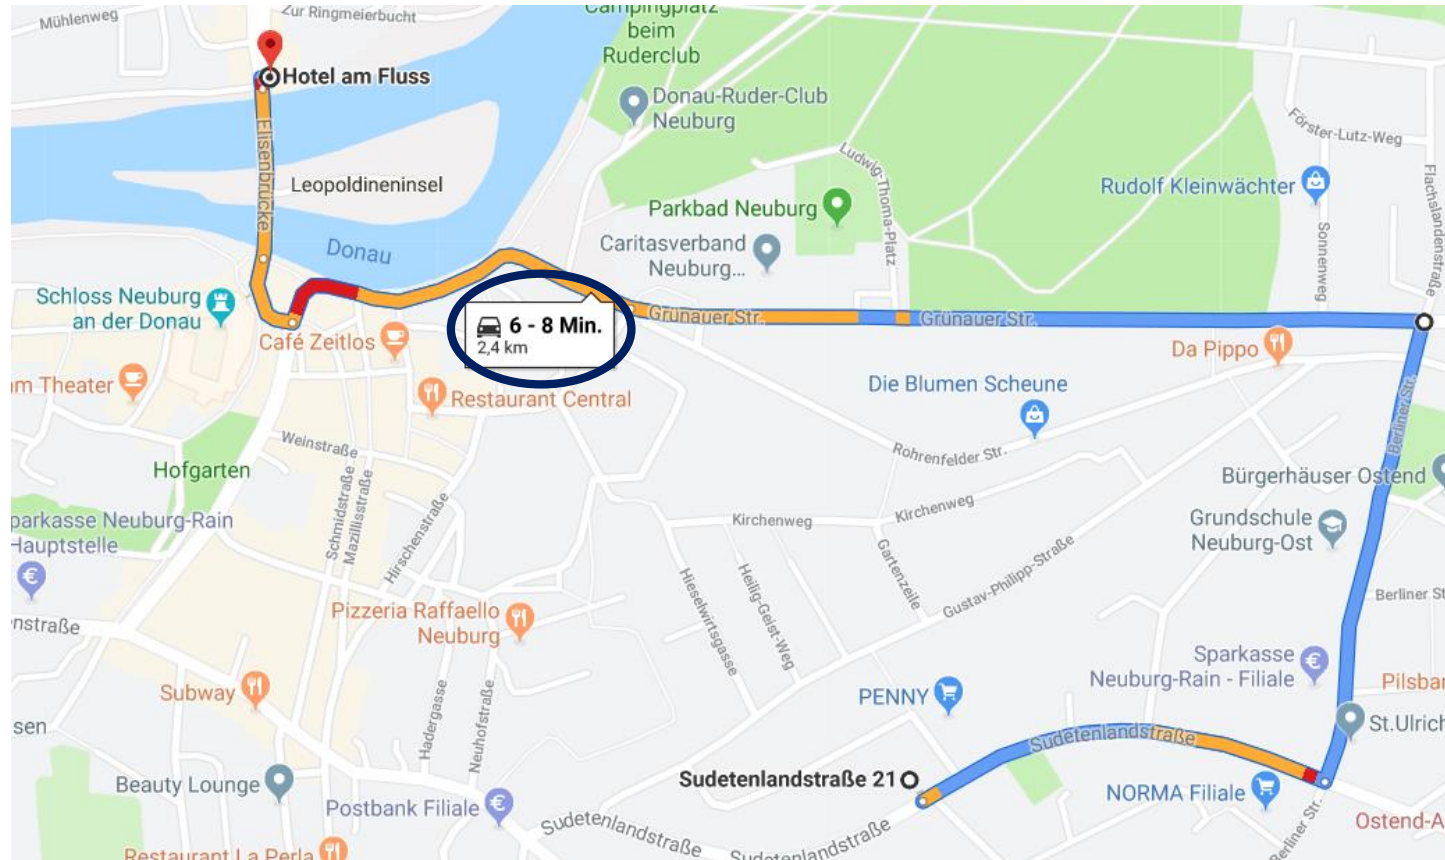 Mühlenweg
Zur Ringmeierbucht
Campingplatz
beim
Ruderclub
Hotel am Fluss
Donau-Ruder-Club
Neuburg
Förster-Lutz-Weg
Elisenbrücke
Leopoldineninsel
Ludwig-Thoma-Platz
Rudolf Kleinwächter
Flachslandenstraße
Parkbad Neuburg
Caritasverband
Neuburg...
Sonnenweg
Donau
Schloss Neuburg
an der Donau
6 - 8 Min.
2,4 km
Grünauer Str.
Grünauer Str.
Café Zeitlos
Da Pippo
m Theater
Restaurant Central
Die Blumen Scheune
Berliner Str.
Weinstraße
Rohrenfelder Str.
Hofgarten
Bürgerhäuser Ostend
Schmidstraße
Mazillisstraße
Hirschenstraße
parkasse Neuburg-Rain
Hauptstelle
Kirchenweg
Kirchenweg
Grundschule
Neuburg-Ost
Gartenzeile
Gustav-Philipp-Straße
Hieselwirtsgasse
Heilig-Geist-Weg
Berliner St
nstraße
Pizzeria Raffaello
Neuburg
Sparkasse
Neuburg-Rain - Filiale
Subway
PENNY
Pilsbar
Hadergasse
Neuhofstraße
sen
St.Ulrich
Sudetenlandstraße
Sudetenlandstraße 21
Beauty Lounge
NORMA Filiale
Postbank Filiale
Sudetenlandstraße
Sudetenlandstraße
Berliner Str.
Ostend-A
Restaurant La Perla